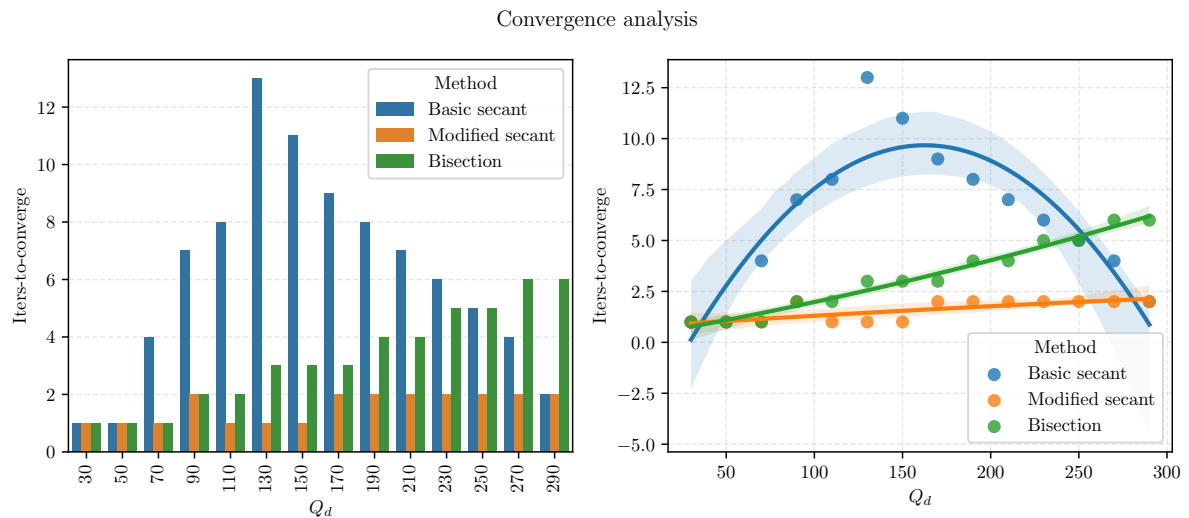 Convergence analysis
Iters-to-converge
12
10
8
6
4
2
0
Method
Basic secant
Modified secant
Bisection
30
50
70
90
110
130
150
170
190
210
230
250
270
290
Q_d
Iters-to-converge
12.5
10.0
7.5
5.0
2.5
0.0
−2.5
−5.0
Method
Basic secant
Modified secant
Bisection
50
100
150
200
250
300
Q_d